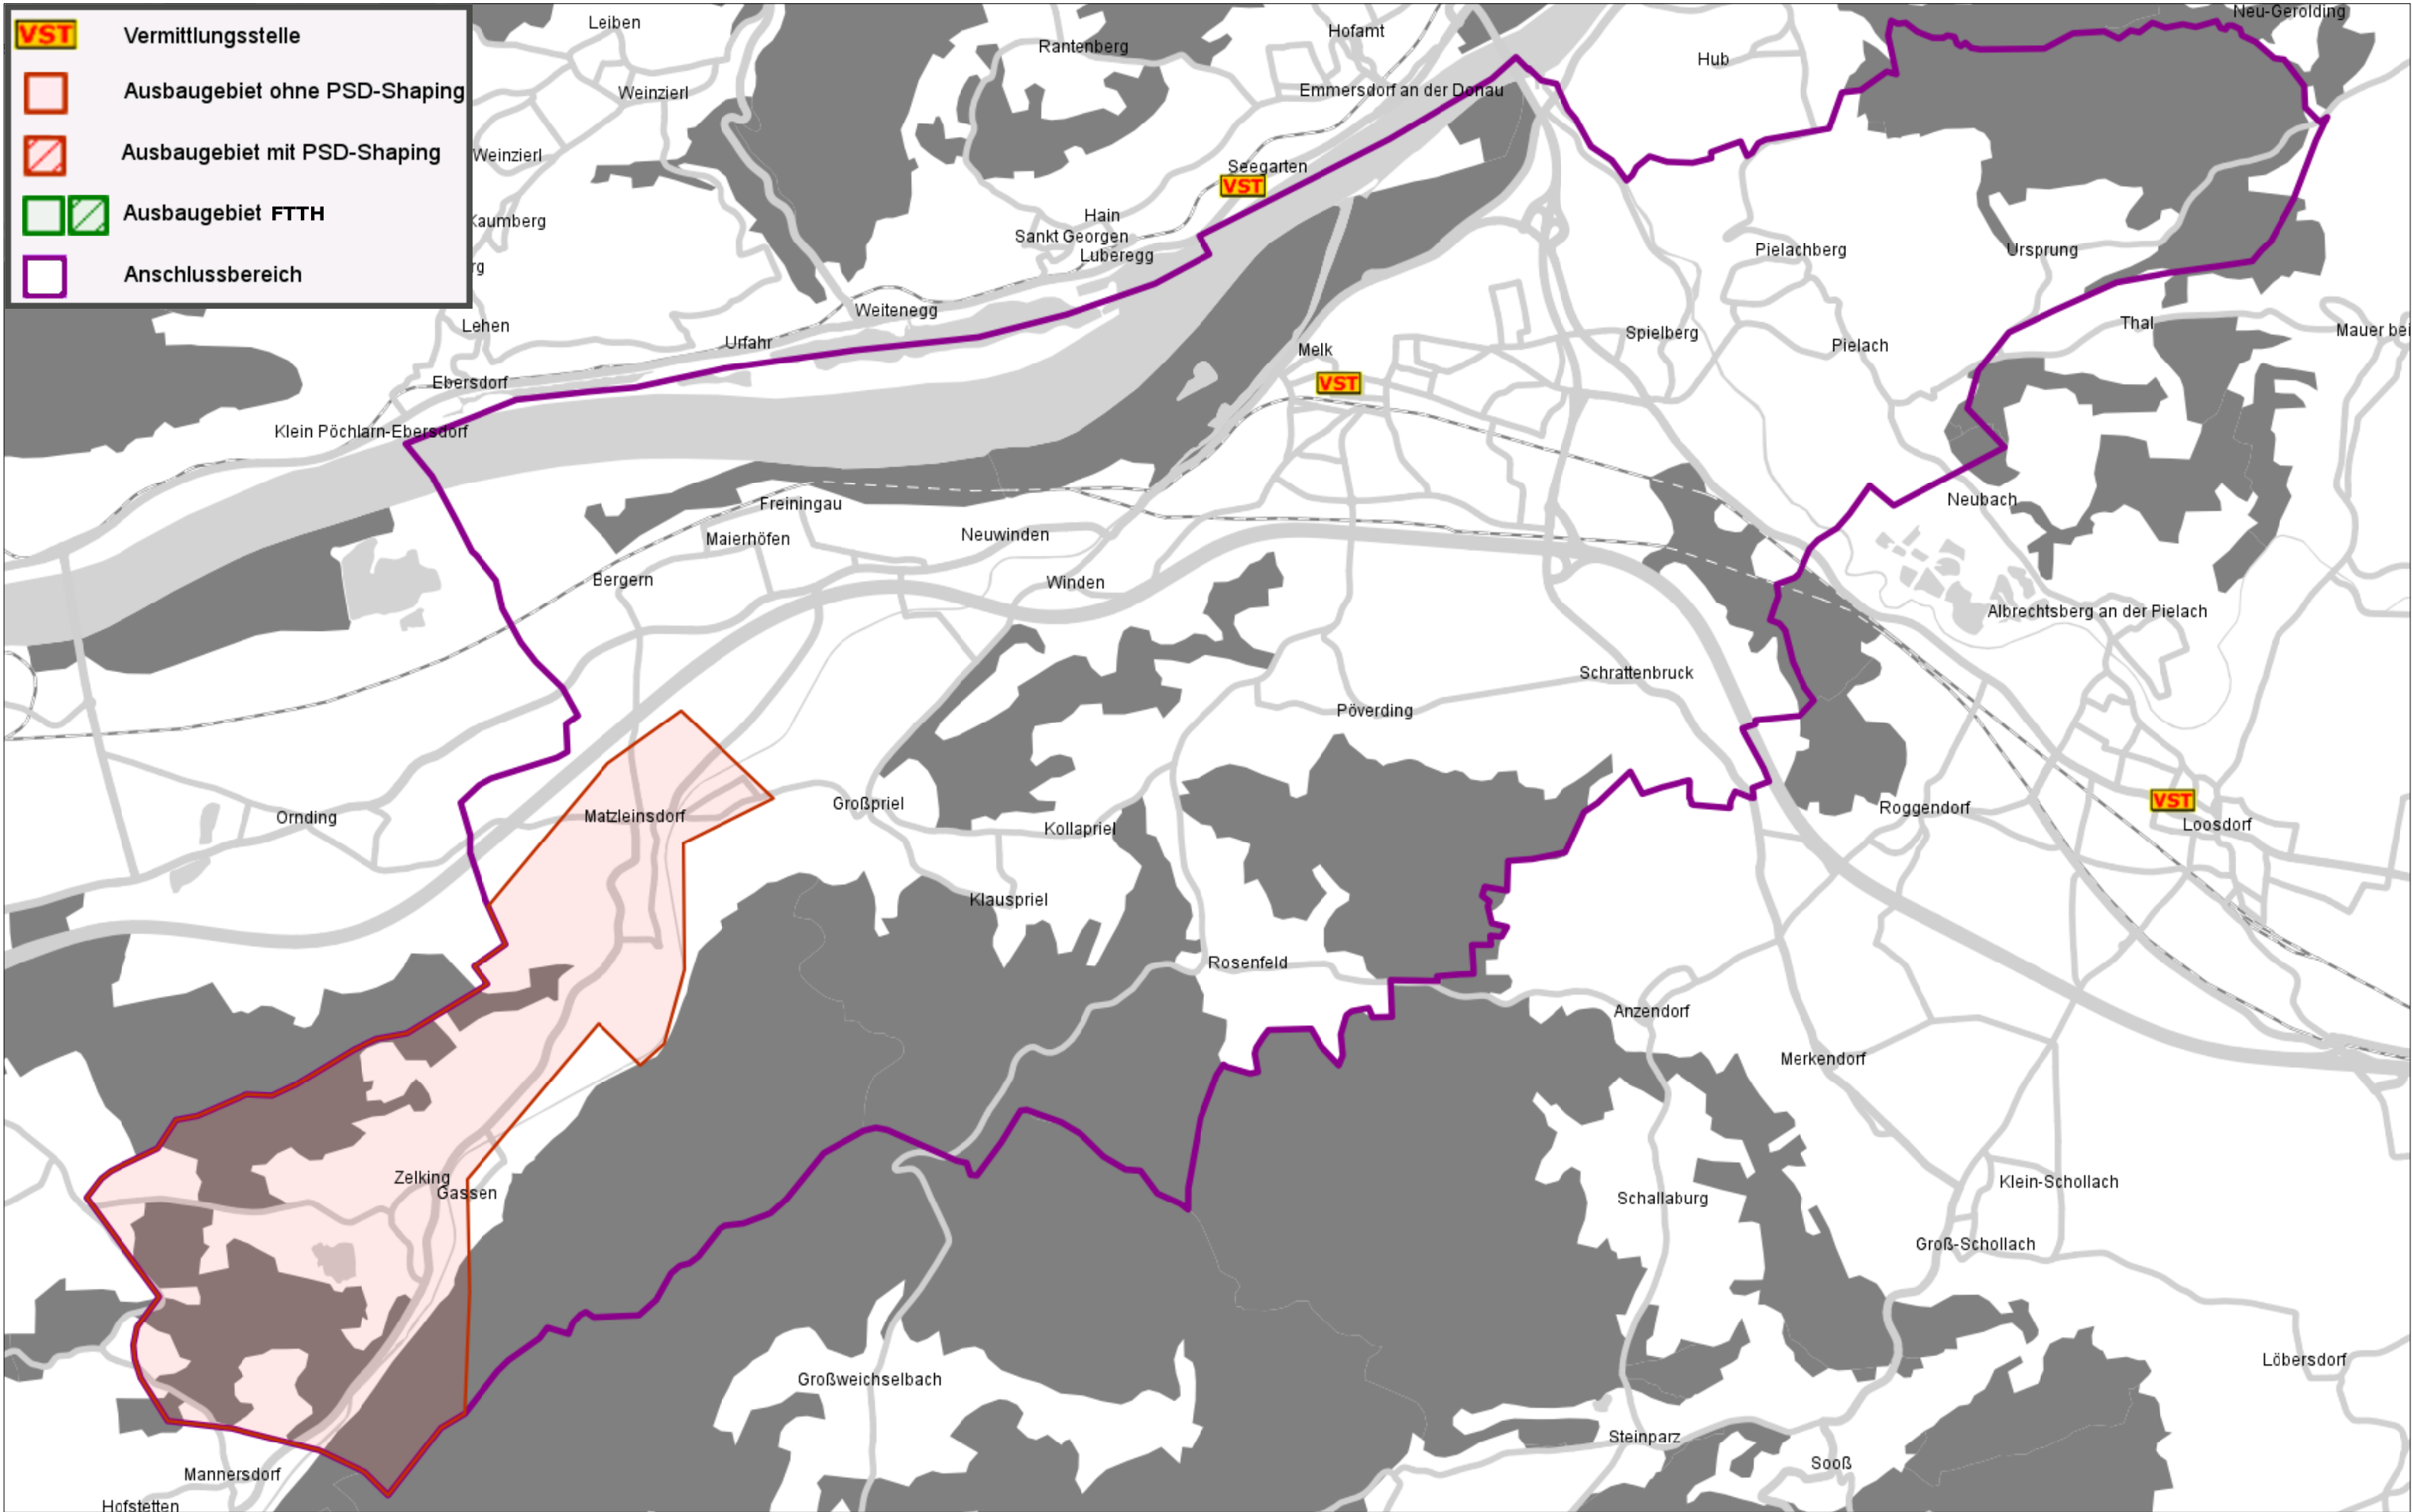 VST Vermittlungsstelle
Ausbaugebiet ohne PSD-Shaping
Ausbaugebiet mit PSD-Shaping
Ausbaugebiet FTTH
Anschlussbereich
Neu-Gerolding
Leiben
Hofamt
Rantenberg
Hub
Weinzierl
Emmersdorf an der Donau
Weinzierl
Seegarten
VST
Hain
Kaumberg
Sankt Georgen
Luberegg
Pielachberg
Ursprung
rg
Weitenegg
Lehen
Urfahr
Thal
Mauer bei
Spielberg
Pielach
Melk
VST
Ebersdorf
Klein Pöchlarn-Ebersdorf
Neubach
Freiningau
Neuwinden
Maierhöfen
Bergern
Winden
Albrechtsberg an der Pielach
Schrattenbruck
Pöverding
VST
Großpriel
Roggendorf
Matzleinsdorf
Ornding
Loosdorf
Kollapriel
Klauspriel
Rosenfeld
Anzendorf
Merkendorf
Zelking
Gassen
Klein-Schollach
Schallaburg
Groß-Schollach
Löbersdorf
Großweichselbach
Steinparz
Sooß
Mannersdorf
Hofstetten